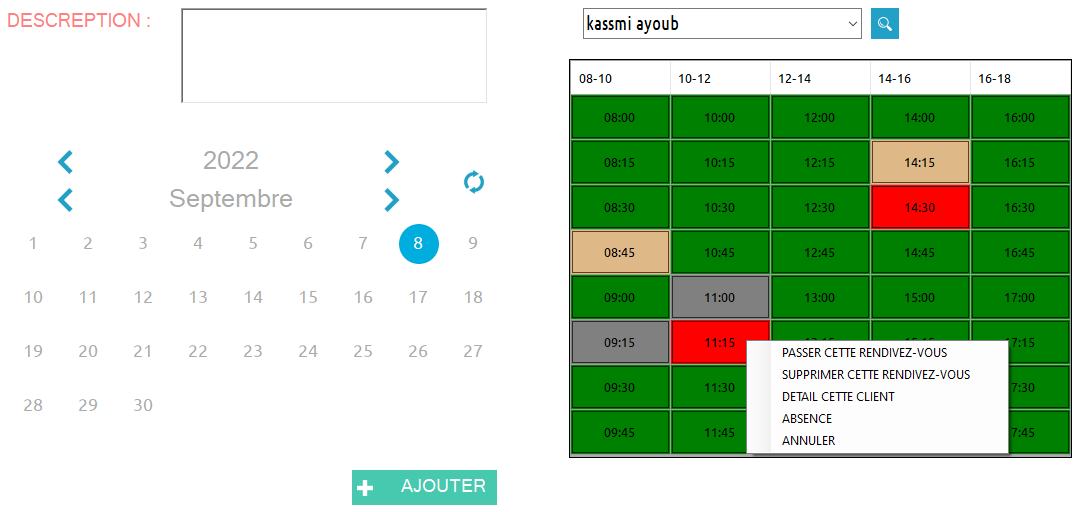 DESCREPTION :
2022
Septembre
1 2 3 4 5 6 7 8 9
10 11 12 13 14 15 16 17 18
19 20 21 22 23 24 25 26 27
28 29 30
AJOUTER
kassmi ayoub
08-10 10-12 12-14 14-16 16-18
08:00 10:00 12:00 14:00 16:00
08:15 10:15 12:15 14:15 16:15
08:30 10:30 12:30 14:30 16:30
08:45 10:45 12:45 14:45 16:45
09:00 11:00 13:00 15:00 17:00
09:15 11:15 17:15
09:30 11:30 7:30
09:45 11:45 7:45
PASSER CETTE RENDIVEZ-VOUS
SUPPRIMER CETTE RENDIVEZ-VOUS
DETAIL CETTE CLIENT
ABSENCE
ANNULER